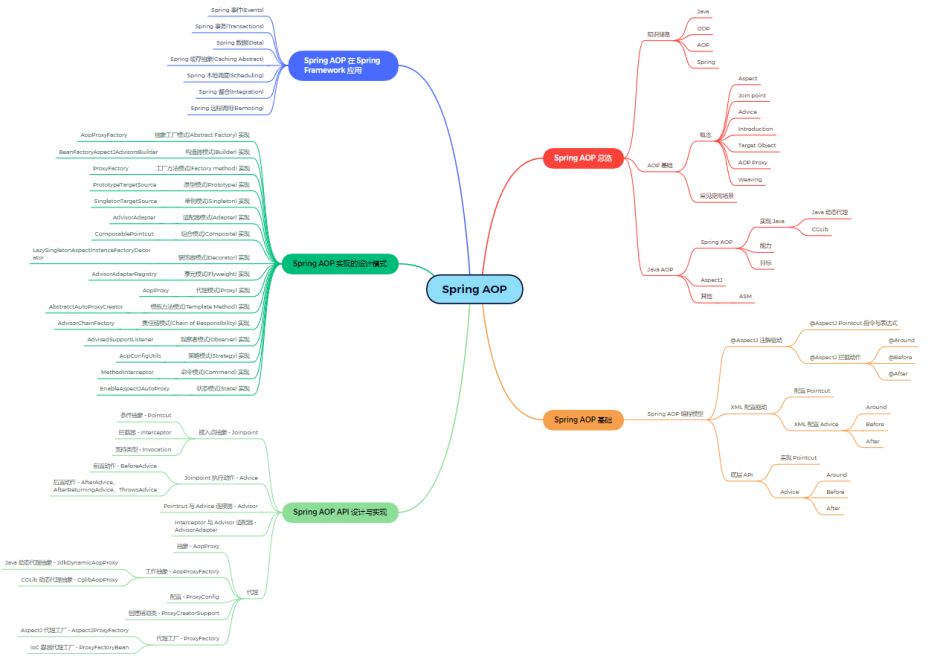 Spring AOP
Spring AOP 总览
知识储备
Java
OOP
AOP
Spring
AOP 基础
概念
Aspect
Join point
Advice
Introduction
Target Object
AOP Proxy
Weaving
常见使用场景
Java AOP
Spring AOP
实现 Java
Java 动态代理
CGLib
能力
目标
AspectJ
其他
ASM
Spring AOP 基础
Spring AOP 编程模型
@AspectJ 注解驱动
@AspectJ Pointcut 指令与表达式
@AspectJ 拦截动作
@Around
@Before
@After
XML 配置驱动
配置 Pointcut
XML 配置 Advice
Around
Before
After
底层 API
实现 Pointcut
Advice
Around
Before
After
Spring AOP 在 Spring
Framework 应用
Spring 事件(Events)
Spring 事务(Transactions)
Spring 数据(Data)
Spring 缓存抽象(Caching Abstract)
Spring 本地调度(Scheduling)
Spring 整合(Integration)
Spring 远程调用(Remoting)
Spring AOP 实现的设计模式
抽象工厂模式(Abstract Factory) 实现
AopProxyFactory
构造器模式(Builder) 实现
BeanFactoryAspectJAdvisorsBuilder
工厂方法模式(Factory method) 实现
ProxyFactory
原型模式(Prototype) 实现
PrototypeTargetSource
单例模式(Singleton) 实现
SingletonTargetSource
适配器模式(Adapter) 实现
AdvisorAdapter
组合模式(Composite) 实现
ComposablePointcut
装饰器模式(Decorator) 实现
LazySingletonAspectInstanceFactoryDecor
ator
享元模式(Flyweight) 实现
AdvisorAdapterRegistry
代理模式(Proxy) 实现
AopProxy
模板方法模式(Template Method) 实现
AbstratctAutoProxyCreator
责任链模式(Chain of Responsibility) 实现
AdvisorChainFactory
观察者模式(Observer) 实现
AdvisedSupportListener
策略模式(Strategy) 实现
AopConfigUtils
命令模式(Command) 实现
MethodInterceptor
状态模式(State) 实现
EnableAspectJAutoProxy
Spring AOP API 设计与实现
接入点抽象 - Joinpoint
条件抽象 - Pointcut
拦截器 - Interceptor
支持类型 - Invocation
Joinpoint 执行动作 - Advice
前置动作 - BeforeAdvice
后置动作 - AfterAdvice、
AfterReturningAdvice、ThrowsAdvice
Pointcut 与 Advice 连接器 - Advisor
Interceptor 与 Advisor 适配器 -
AdvisorAdapter
代理
抽象 - AopProxy
工作抽象 - AopProxyFactory
Java 动态代理抽象 - JdkDynamicAopProxy
CGLib 动态代理抽象 - CglibAopProxy
配置 - ProxyConfig
创建辅助类 - ProxyCreatorSupport
代理工厂 - ProxyFactory
AspectJ 代理工厂 - AspectJProxyFactory
IoC 容器代理工厂 - ProxyFactoryBean